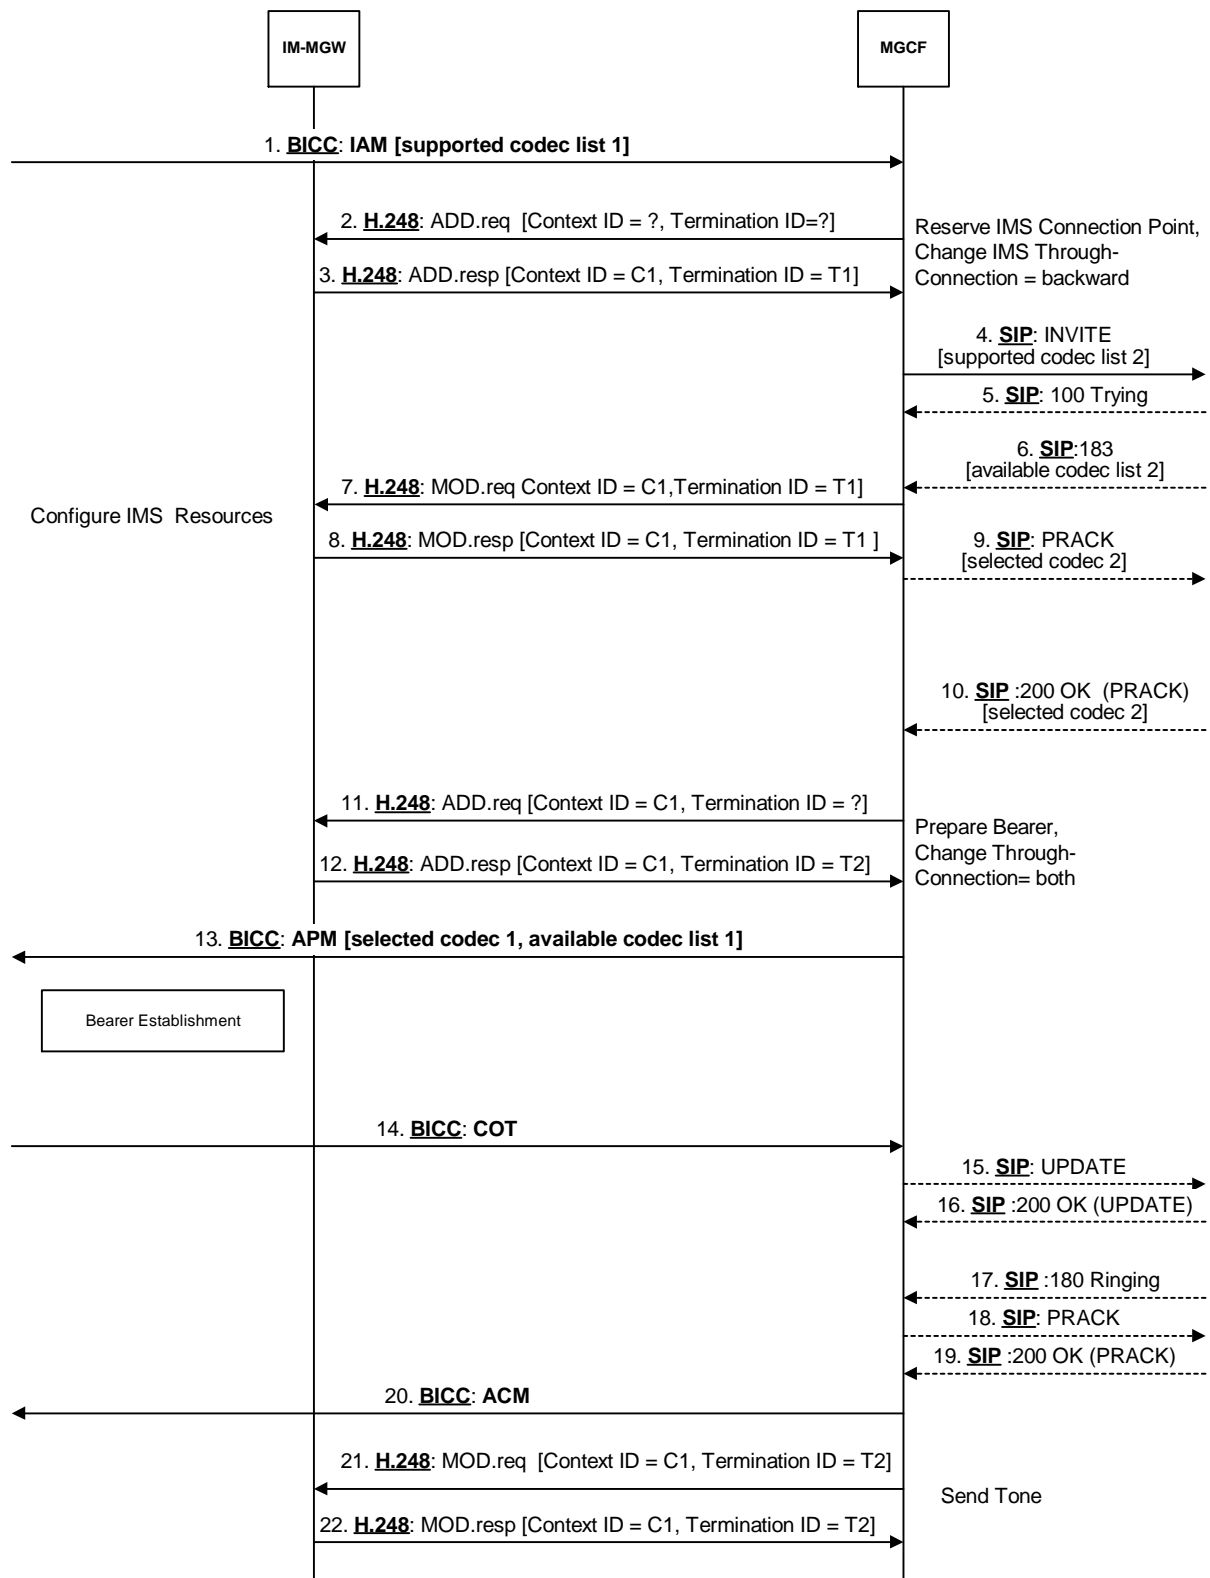 IM-MGW
MGCF
1. BICC: IAM [supported codec list 1]
2. H.248: ADD.req  [Context ID = ?, Termination ID=?]
Reserve IMS Connection Point,
Change IMS Through-
Connection = backward
3. H.248: ADD.resp [Context ID = C1, Termination ID = T1]
4. SIP: INVITE
[supported codec list 2]
5. SIP: 100 Trying
6. SIP:183
[available codec list 2]
7. H.248: MOD.req Context ID = C1,Termination ID = T1]
Configure IMS  Resources
8. H.248: MOD.resp [Context ID = C1, Termination ID = T1 ]
9. SIP: PRACK
[selected codec 2]
10. SIP :200 OK  (PRACK)
[selected codec 2]
11. H.248: ADD.req [Context ID = C1, Termination ID = ?]
Prepare Bearer,
Change Through-
Connection= both
12. H.248: ADD.resp [Context ID = C1, Termination ID = T2]
13. BICC: APM [selected codec 1, available codec list 1]
Bearer Establishment
14. BICC: COT
15. SIP: UPDATE
16. SIP :200 OK (UPDATE)
17. SIP :180 Ringing
18. SIP: PRACK
19. SIP :200 OK (PRACK)
20. BICC: ACM
21. H.248: MOD.req  [Context ID = C1, Termination ID = T2]
Send Tone
22. H.248: MOD.resp [Context ID = C1, Termination ID = T2]